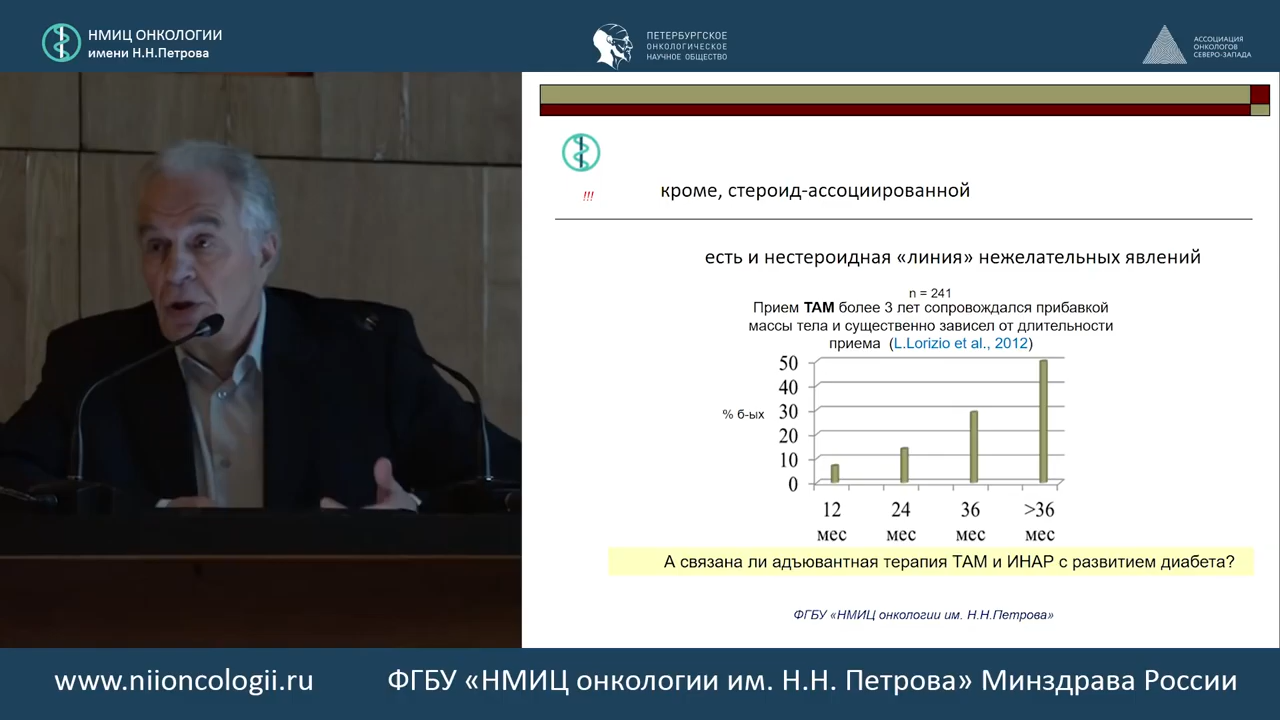 НМИЦ ОНКОЛОГИИ
имени Н.Н.Петрова
ПЕТЕРБУРГСКОЕ
ОНКОЛОГИЧЕСКОЕ
НАУЧНОЕ ОБЩЕСТВО
АССОЦИАЦИЯ
ОНКОЛОГОВ
СЕВЕРО-ЗАПАДА
!!!
кроме, стероид-ассоциированной
есть и нестероидная «линия» нежелательных явлений
n = 241
Прием ТАМ более 3 лет сопровождался прибавкой
массы тела и существенно зависел от длительности
приема (L.Lorizio et al., 2012)
% б-ых
50
40
30
20
10
0
12 24 36 >36
мес мес мес мес
А связана ли адъювантная терапия ТАМ и ИНАР с развитием диабета?
ФГБУ «НМИЦ онкологии им. Н.Н.Петрова»
www.niioncologii.ru
ФГБУ «НМИЦ онкологии им. Н.Н. Петрова» Минздрава России